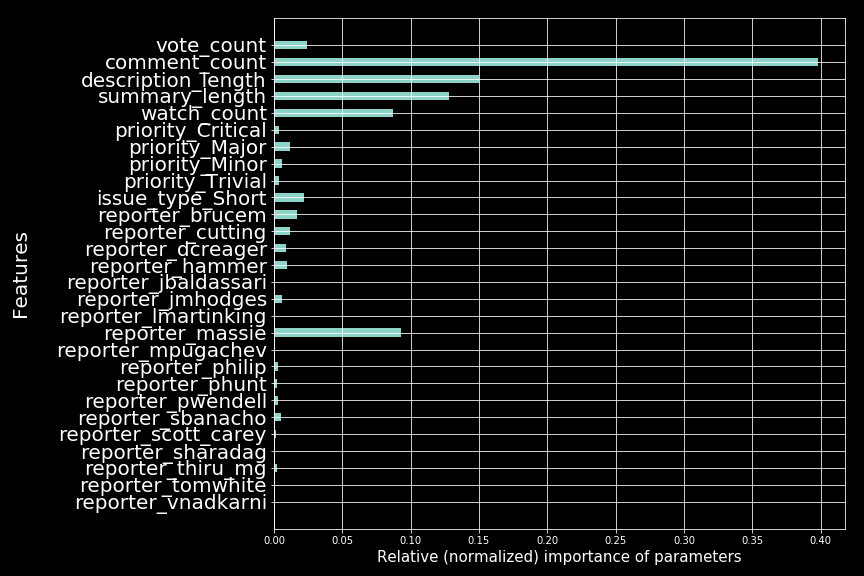 vote_count
comment_count
description_length
summary_length
watch_count
priority_Critical
priority_Major
priority_Minor
priority_Trivial
issue_type_Short
reporter_brucem
reporter_cutting
reporter_dcreager
reporter_hammer
reporter_jbaldassari
reporter_jmhodges
reporter_lmartinking
reporter_massie
reporter_mpugachev
reporter_philip
reporter_phunt
reporter_pwendell
reporter_sbanacho
reporter_scott_carey
reporter_sharadag
reporter_thiru_mg
reporter_tomwhite
reporter_vnadkarni
Features
0.00 0.05 0.10 0.15 0.20 0.25 0.30 0.35 0.40
Relative (normalized) importance of parameters